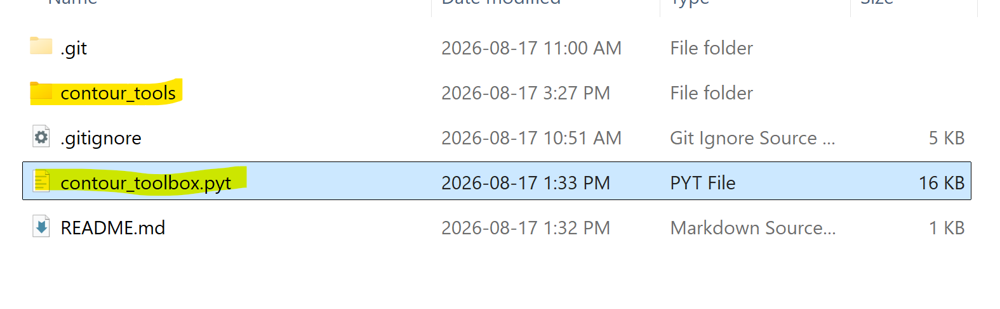 Name Date modified Type Size
.git 2026-08-17 11:00 AM File folder
contour_tools 2026-08-17 3:27 PM File folder
.gitignore 2026-08-17 10:51 AM Git Ignore Source ... 5 KB
contour_toolbox.pyt 2026-08-17 1:33 PM PYT File 16 KB
README.md 2026-08-17 1:32 PM Markdown Source... 1 KB